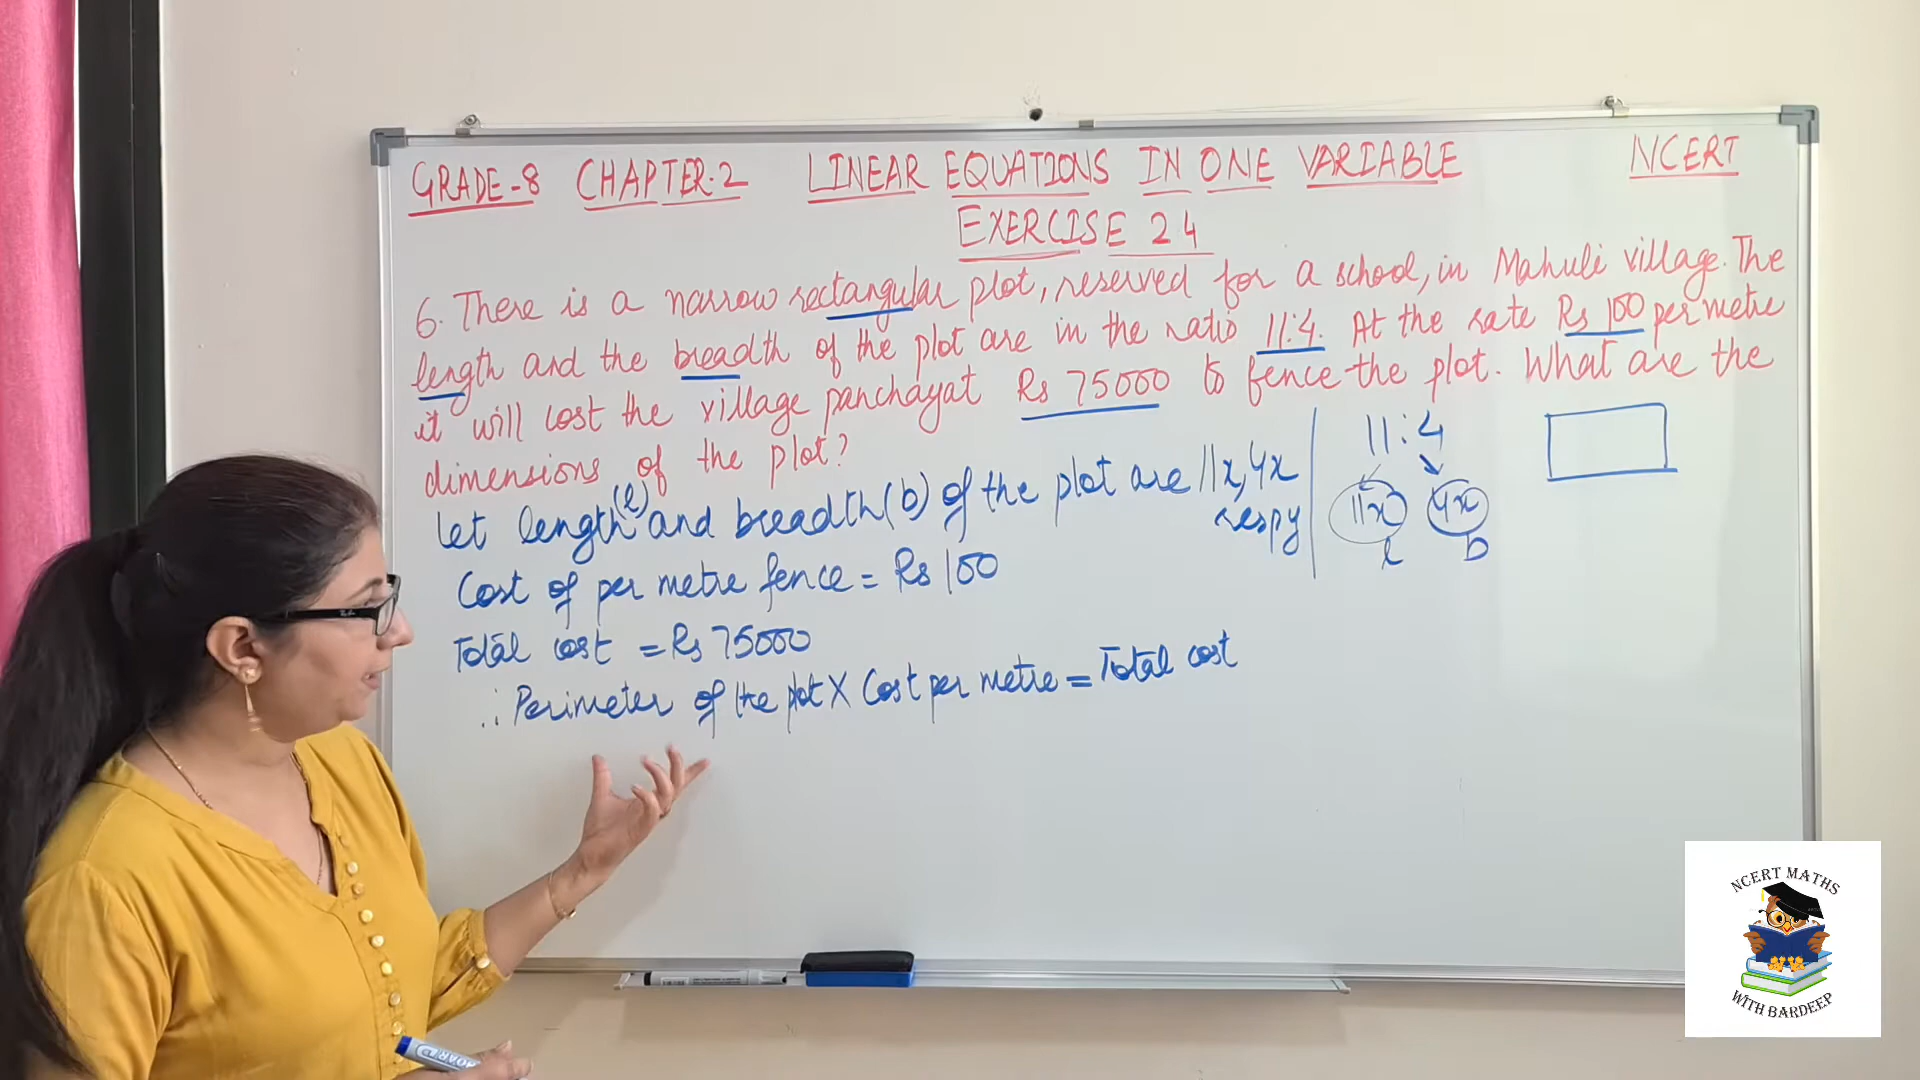 GRADE-8 CHAPTER.2 LINEAR EQUATIONS IN ONE VARIABLE NCERT
EXERCISE 2.4
6. There is a narrow rectangular plot, reserved for a school, in Mahuli village. The
length and the breadth of the plot are in the ratio 11:4. At the rate Rs 100 per metre
it will cost the village panchayat Rs 75000 to fence the plot. What are the
dimensions of the plot?
11:4
11x 4x
l b
Let length (l) and breadth (b) of the plot are 11x, 4x
respy
Cost of per metre fence = Rs 100
Total cost = Rs 75000
∴ Perimeter of the plot X Cost per metre = Total cost
NCERT MATHS
WITH BARDEEP